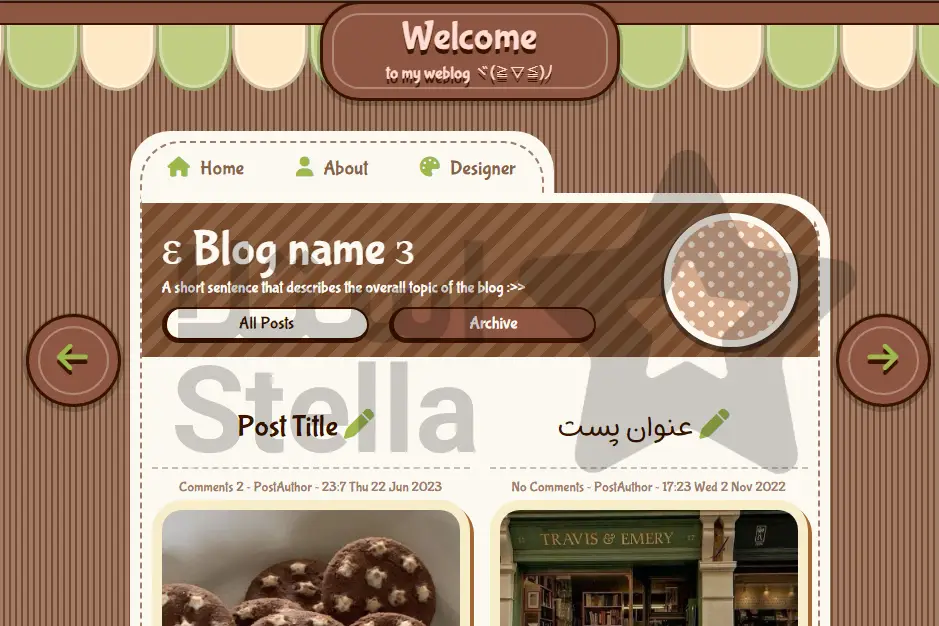 Welcome
to my weblog ヾ(≧▽≦)ﾉ
Home About Designer
ε Blog name з
A short sentence that describes the overall topic of the blog :>>
All Posts Archive
Stella
Post Title
عنوان پست
Comments 2 - PostAuthor - 23:7 Thu 22 Jun 2023
No Comments - PostAuthor - 17:23 Wed 2 Nov 2022
TRAVIS & EMERY
17